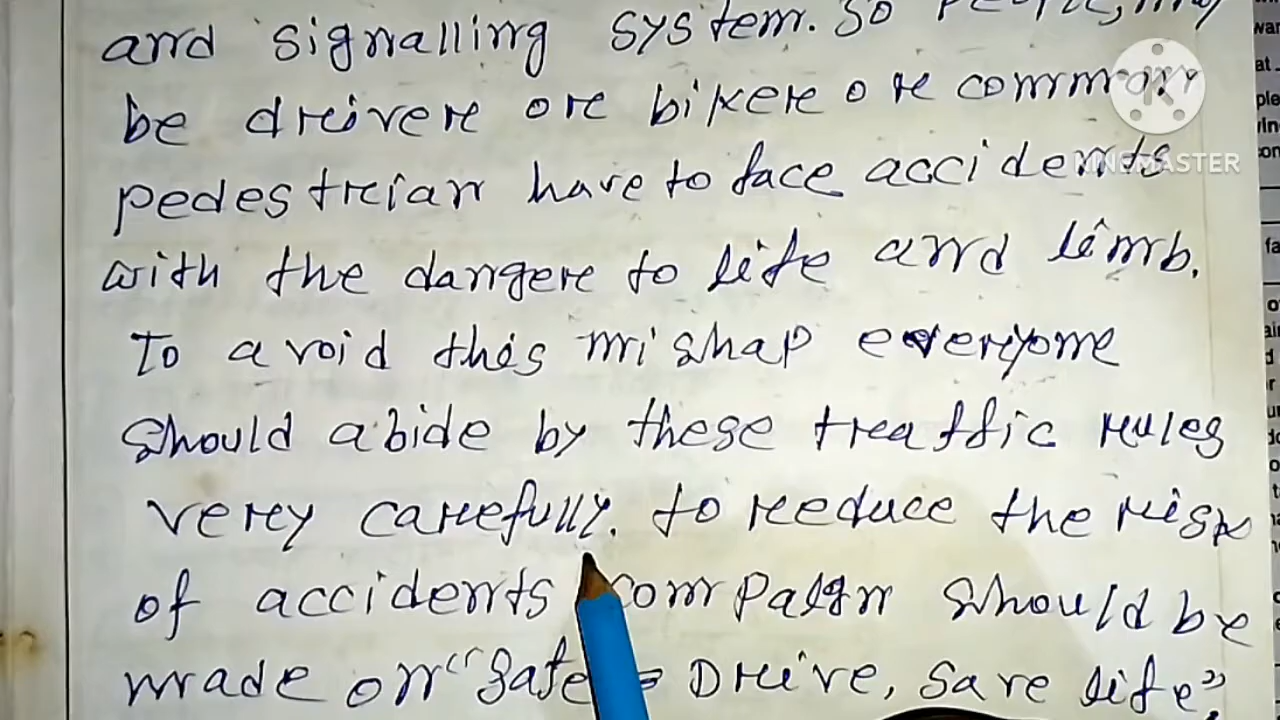 and signalling system. So People, may
be driver or biker or common
pedestrian have to face accidents
with the danger to life and limb.
To avoid this mishap everyone
should abide by these traffic rules
very carefully. to reduce the risk
of accidents compaign should be
made on "Safe - Drive, save life".
KINEMASTER